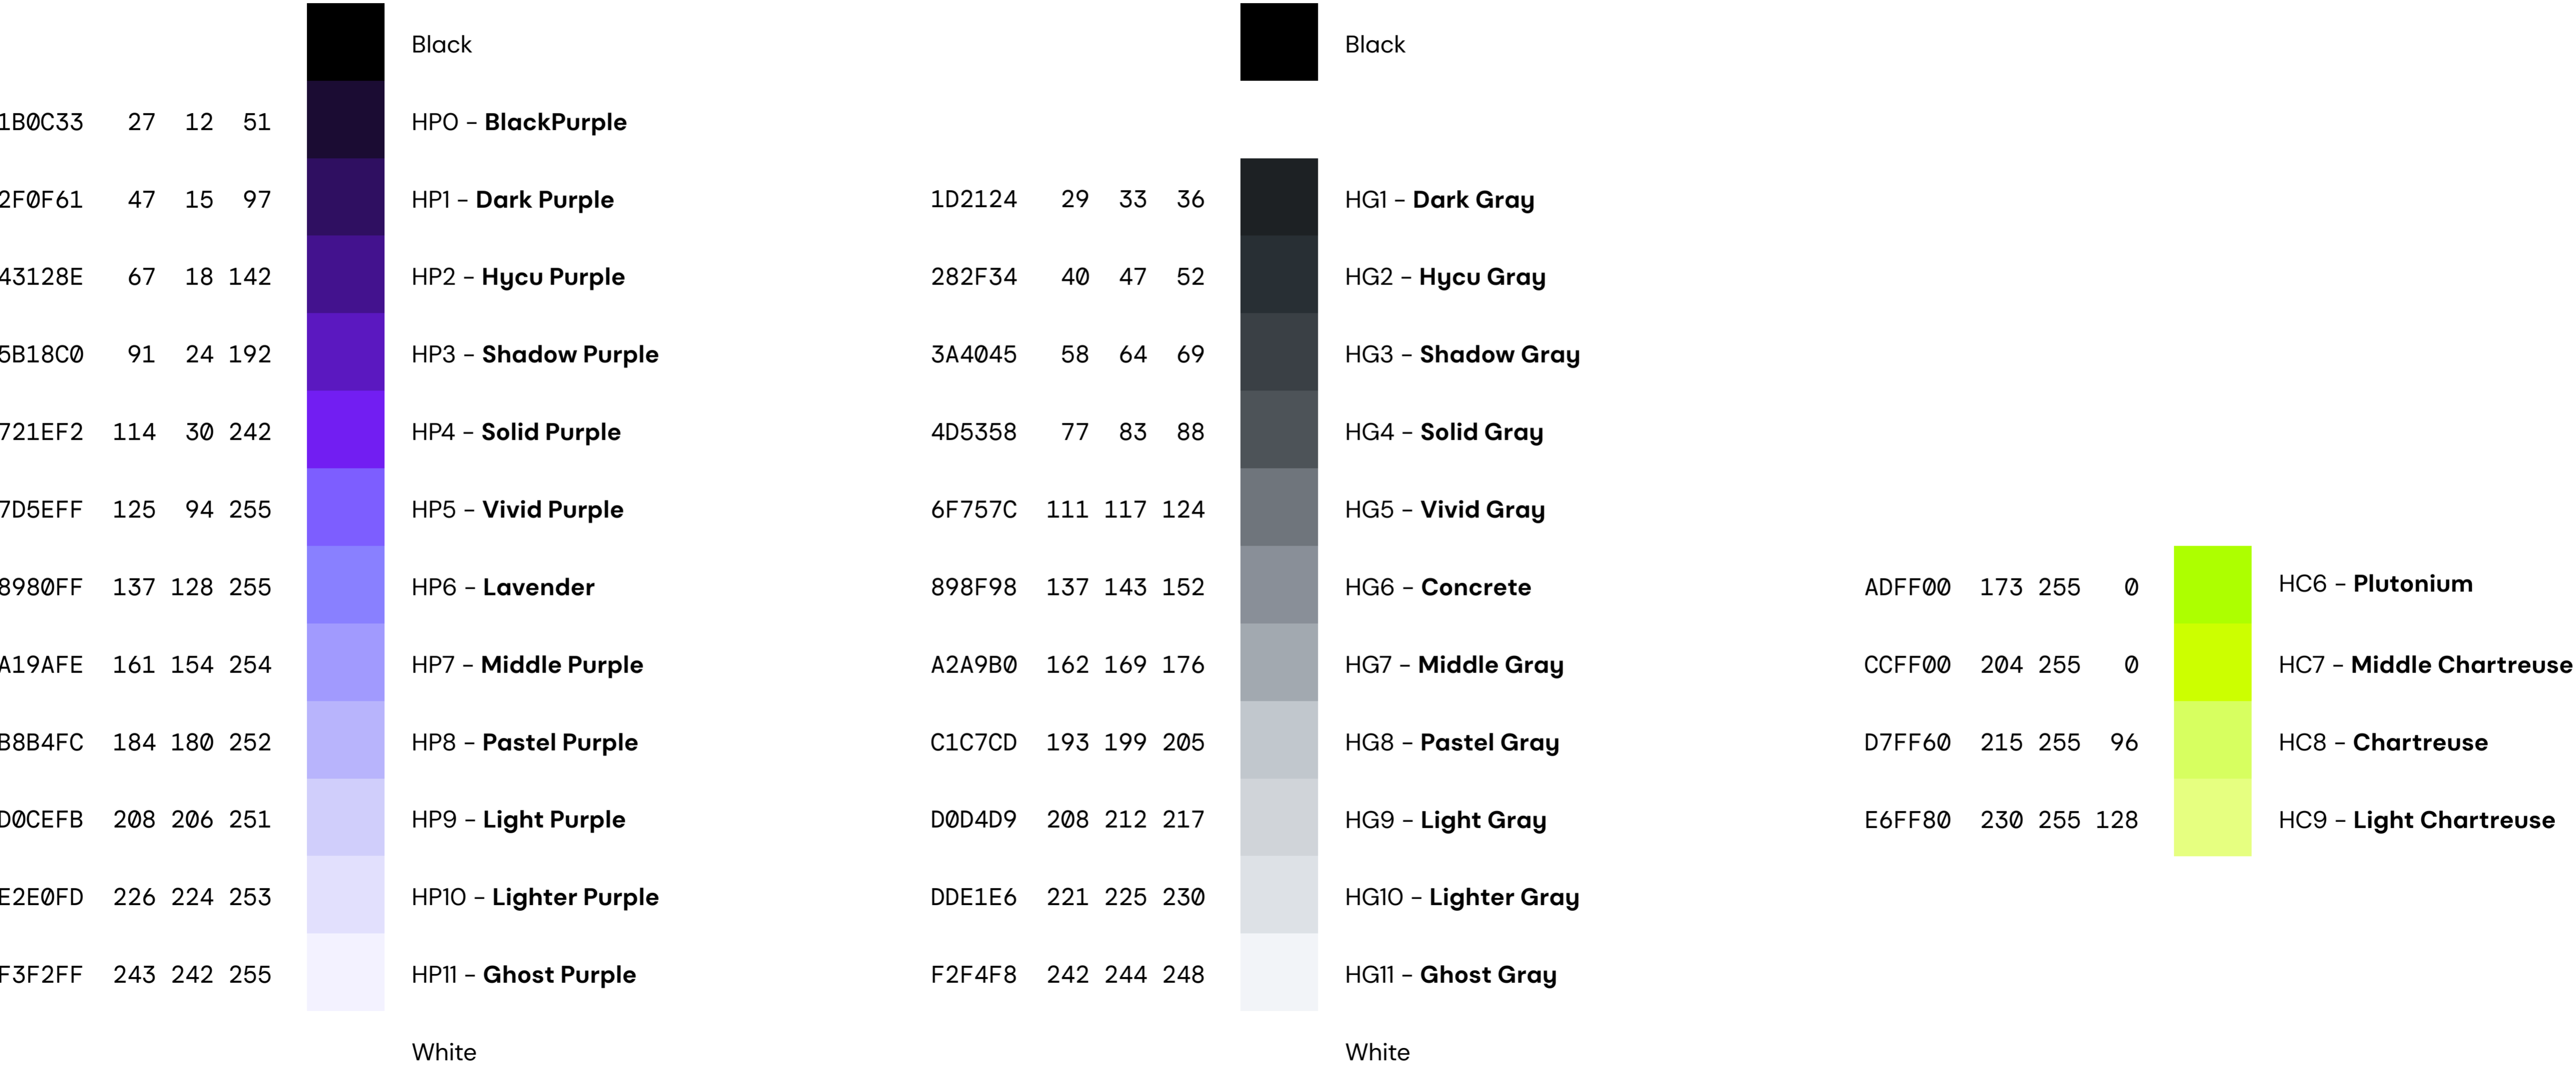 Black Black
1B0C33 27 12 51 HP0 – BlackPurple
2F0F61 47 15 97 HP1 – Dark Purple 1D2124 29 33 36 HG1 – Dark Gray
43128E 67 18 142 HP2 – Hycu Purple 282F34 40 47 52 HG2 – Hycu Gray
5B18C0 91 24 192 HP3 – Shadow Purple 3A4045 58 64 69 HG3 – Shadow Gray
721EF2 114 30 242 HP4 – Solid Purple 4D5358 77 83 88 HG4 – Solid Gray
7D5EFF 125 94 255 HP5 – Vivid Purple 6F757C 111 117 124 HG5 – Vivid Gray
8980FF 137 128 255 HP6 – Lavender 898F98 137 143 152 HG6 – Concrete ADFF00 173 255 0 HC6 – Plutonium
A19AFE 161 154 254 HP7 – Middle Purple A2A9B0 162 169 176 HG7 – Middle Gray CCFF00 204 255 0 HC7 – Middle Chartreuse
B8B4FC 184 180 252 HP8 – Pastel Purple C1C7CD 193 199 205 HG8 – Pastel Gray D7FF60 215 255 96 HC8 – Chartreuse
D0CEFB 208 206 251 HP9 – Light Purple D0D4D9 208 212 217 HG9 – Light Gray E6FF80 230 255 128 HC9 – Light Chartreuse
E2E0FD 226 224 253 HP10 – Lighter Purple DDE1E6 221 225 230 HG10 – Lighter Gray
F3F2FF 243 242 255 HP11 – Ghost Purple F2F4F8 242 244 248 HG11 – Ghost Gray
White White